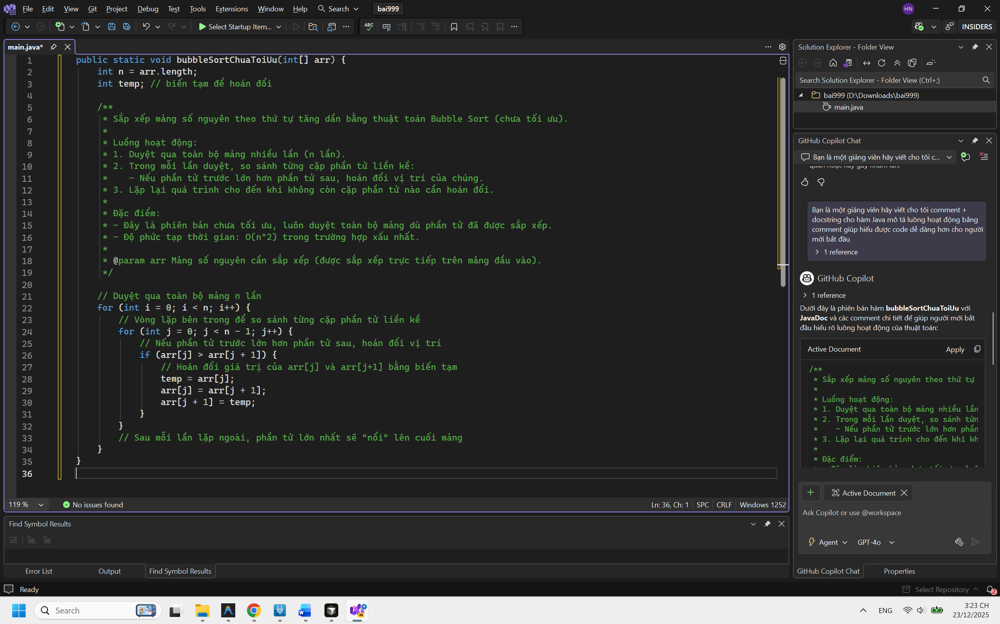 File Edit View Git Project Debug Test Tools Extensions Window Help Search bai999 HN
Select Startup Item... ABC INSIDERS
main.java*
1 public static void bubbleSortChuaToiUu(int[] arr) {
2 int n = arr.length;
3 int temp; // biến tạm để hoán đổi
4
5 /**
6 * Sắp xếp mảng số nguyên theo thứ tự tăng dần bằng thuật toán Bubble Sort (chưa tối ưu).
7 *
8 * Luồng hoạt động:
9 * 1. Duyệt qua toàn bộ mảng nhiều lần (n lần).
10 * 2. Trong mỗi lần duyệt, so sánh từng cặp phần tử liền kề:
11 * - Nếu phần tử trước lớn hơn phần tử sau, hoán đổi vị trí của chúng.
12 * 3. Lặp lại quá trình cho đến khi không còn cặp phần tử nào cần hoán đổi.
13 *
14 * Đặc điểm:
15 * - Đây là phiên bản chưa tối ưu, luôn duyệt toàn bộ mảng dù phần tử đã được sắp xếp.
16 * - Độ phức tạp thời gian: O(n^2) trong trường hợp xấu nhất.
17 *
18 * @param arr Mảng số nguyên cần sắp xếp (được sắp xếp trực tiếp trên mảng đầu vào).
19 */
20
21 // Duyệt qua toàn bộ mảng n lần
22 for (int i = 0; i < n; i++) {
23 // Vòng lặp bên trong để so sánh từng cặp phần tử liền kề
24 for (int j = 0; j < n - 1; j++) {
25 // Nếu phần tử trước lớn hơn phần tử sau, hoán đổi vị trí
26 if (arr[j] > arr[j + 1]) {
27 // Hoán đổi giá trị của arr[j] và arr[j+1] bằng biến tạm
28 temp = arr[j];
29 arr[j] = arr[j + 1];
30 arr[j + 1] = temp;
31 }
32 }
33 // Sau mỗi lần lặp ngoài, phần tử lớn nhất sẽ "nổi" lên cuối mảng
34 }
35 }
36
119 % No issues found Ln: 36, Ch: 1 SPC CRLF Windows 1252
Find Symbol Results
Error List Output Find Symbol Results
Solution Explorer - Folder View
Search Solution Explorer - Folder View (Ctrl+;)
bai999 (D:\Downloads\bai999)
main.java
GitHub Copilot Chat
Bạn là một giảng viên hãy viết cho tôi c...
Bạn là một giảng viên hãy viết cho tôi comment +
docstring cho hàm Java mô tả luồng hoạt động bằng
comment giúp hiểu được code dễ dàng hơn cho người
mới bắt đầu
1 reference
GitHub Copilot
1 reference
Dưới đây là phiên bản hàm bubbleSortChuaToiUu với
JavaDoc và các comment chi tiết để giúp người mới bắt
đầu hiểu rõ luồng hoạt động của thuật toán:
Active Document Apply
/**
* Sắp xếp mảng số nguyên theo thứ tự
*
* Luồng hoạt động:
* 1. Duyệt qua toàn bộ mảng nhiều lần
* 2. Trong mỗi lần duyệt, so sánh từn
* - Nếu phần tử trước lớn hơn phần
* 3. Lặp lại quá trình cho đến khi kh
*
* Đặc điểm:
Active Document
Ask Copilot or use @workspace
Agent GPT-4o
GitHub Copilot Chat Properties
Ready Select Repository 2
Search ENG 3:23 CH
23/12/2025